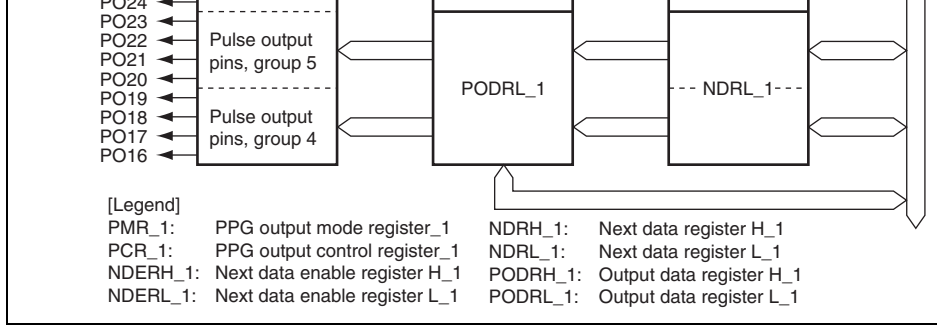 PO24
PO23
PO22
PO21
PO20
PO19
PO18
PO17
PO16
Pulse output
pins, group 5
Pulse output
pins, group 4
PODRL_1
NDRL_1
[Legend]
PMR_1: PPG output mode register_1
PCR_1: PPG output control register_1
NDERH_1: Next data enable register H_1
NDERL_1: Next data enable register L_1
NDRH_1: Next data register H_1
NDRL_1: Next data register L_1
PODRH_1: Output data register H_1
PODRL_1: Output data register L_1